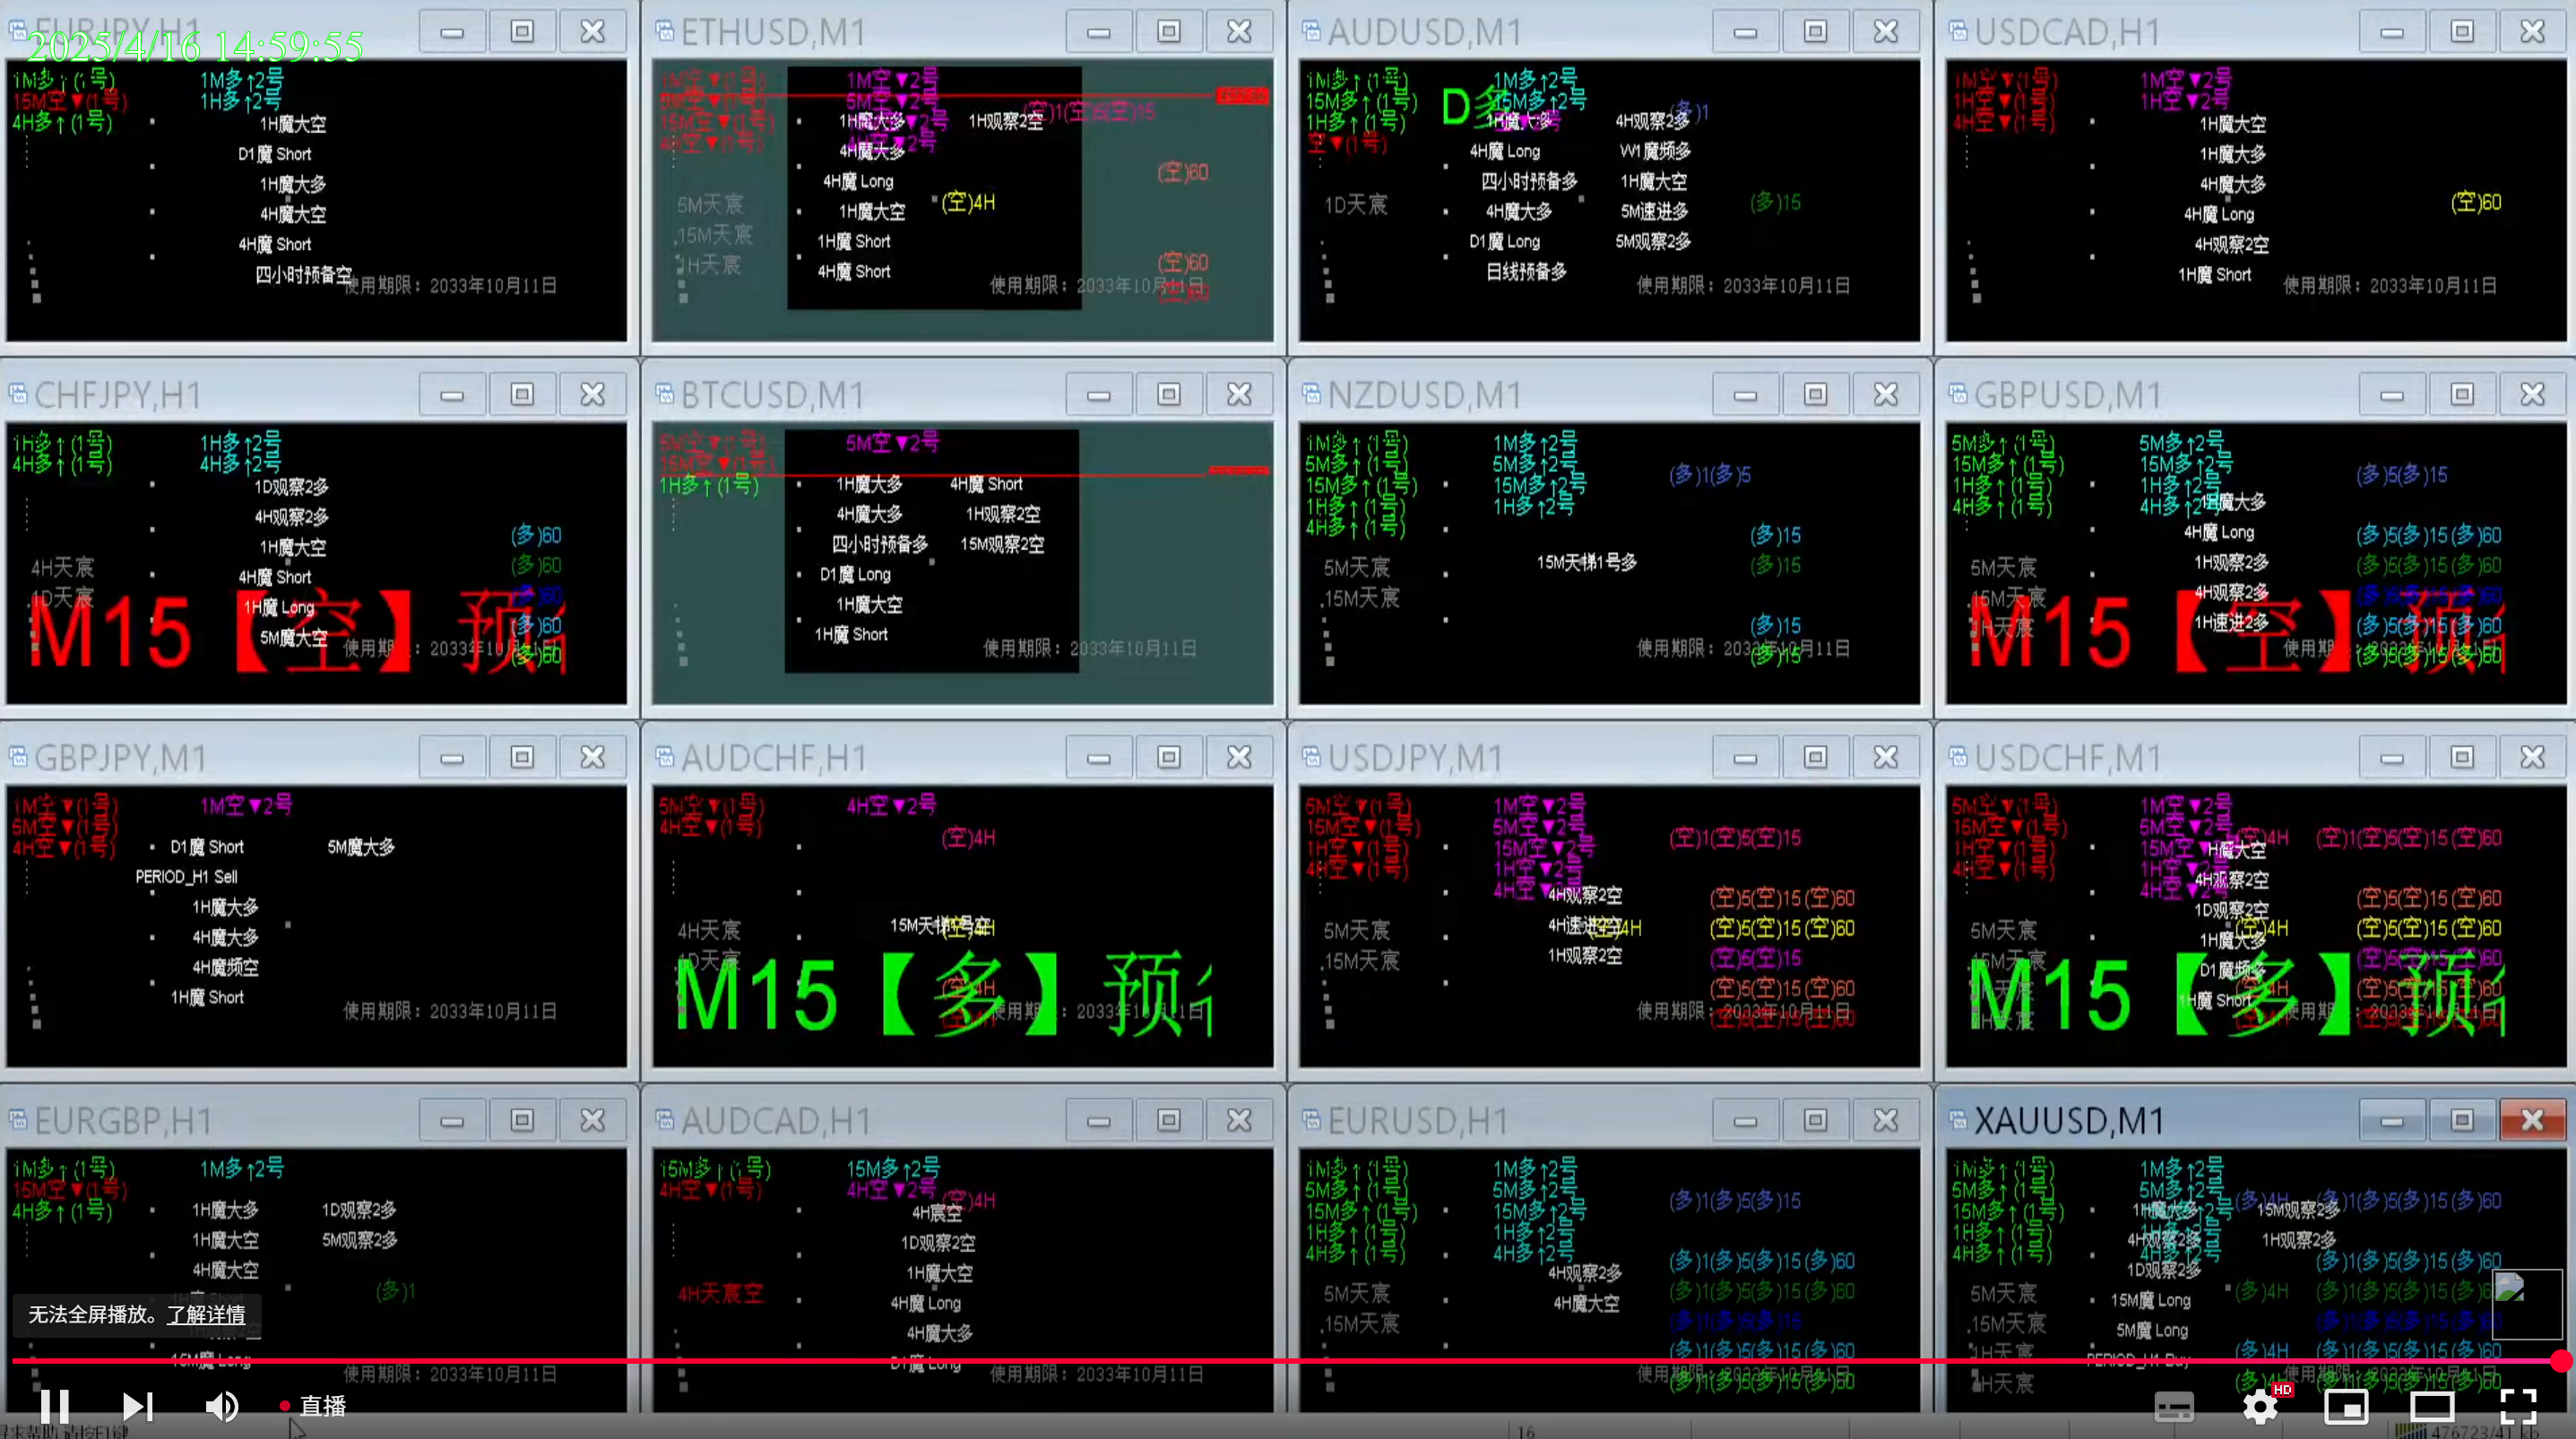 EURJPY,H1
2025/4/16 14:59:55
1M多↑(1号)
1M多↑2号
15M空▼(1号)
1H多↑2号
4H多↑(1号)
1H魔大空
D1魔 Short
1H魔大多
4H魔大空
4H魔 Short
四小时预备空
使用期限：2033年10月11日
ETHUSD,M1
1M空▼2号
5M空▼2号
1H魔大多
1H观察2空
4H魔大多
4H魔 Long
(空)60
5M天宸
1H魔大空
(空)4H
15M天宸
1H魔 Short
1H天宸
4H魔 Short
(空)60
使用期限：2033年10月11日
AUDUSD,M1
1M多↑(1号)
1M多↑2号
15M多↑(1号)
D多
15M多↑2号
1H多↑(1号)
4H观察2多
4H魔 Long
W1魔频多
四小时预备多
1H魔大空
1D天宸
4H魔大多
5M速进多
(多)15
D1魔 Long
5M观察2多
日线预备多
使用期限：2033年10月11日
USDCAD,H1
1M空▼(1号)
1M空▼2号
1H空▼(1号)
1H空▼2号
4H空▼(1号)
1H魔大空
1H魔大多
4H魔大多
4H魔 Long
(空)60
4H观察2空
1H魔 Short
使用期限：2033年10月11日
CHFJPY,H1
1H多↑(1号)
1H多↑2号
4H多↑(1号)
4H多↑2号
1D观察2多
4H观察2多
1H魔大空
(多)60
4H天宸
4H魔 Short
(多)60
1D天宸
1H魔 Long
(多)60
5M魔大空
(多)60
M15【空】预
(多)60
BTCUSD,M1
5M空▼(1号)
5M空▼2号
15M空▼(1号)
1H多↑(1号)
1H魔大多
4H魔 Short
4H魔大多
1H观察2空
四小时预备多
15M观察2空
D1魔 Long
1H魔大空
1H魔 Short
使用期限：2033年10月11日
NZDUSD,M1
1M多↑(1号)
1M多↑2号
5M多↑(1号)
5M多↑2号
(多)1(多)5
15M多↑(1号)
15M多↑2号
1H多↑(1号)
1H多↑2号
4H多↑(1号)
(多)15
5M天宸
15M天梯1号多
(多)15
.15M天宸
(多)15
使用期限：2033年10月11日
(多)15
GBPUSD,M1
5M多↑(1号)
5M多↑2号
15M多↑(1号)
15M多↑2号
(多)5(多)15
1H多↑(1号)
1H多↑2号
4H多↑(1号)
4H多↑2号
1H魔大多
4H魔 Long
(多)5(多)15(多)60
5M天宸
1H观察2多
(多)5(多)15(多)60
.15M天宸
4H观察2多
1H天宸
1H速进2多
(多)5(多)15(多)60
M15【空】预
(多)5(多)15(多)60
GBPJPY,M1
1M空▼(1号)
1M空▼2号
5M空▼(1号)
4H空▼(1号)
D1魔 Short
5M魔大多
PERIOD_H1 Sell
1H魔大多
4H魔大多
4H魔频空
1H魔 Short
使用期限：2033年10月11日
AUDCHF,H1
5M空▼(1号)
4H空▼2号
4H空▼(1号)
(空)4H
4H天宸
1D天宸
M15【多】预
USDJPY,M1
5M空▼(1号)
1M空▼2号
15M空▼(1号)
5M空▼2号
(空)1(空)5(空)15
1H空▼(1号)
15M空▼2号
4H空▼(1号)
1H空▼2号
4H观察2空
(空)5(空)15(空)60
5M天宸
4H速进2空
(空)5(空)15(空)60
.15M天宸
1H观察2空
(空)5(空)15
(空)5(空)15(空)60
使用期限：2033年10月11日
USDCHF,M1
5M空▼(1号)
1M空▼2号
15M空▼(1号)
5M空▼2号
(空)4H
(空)1(空)5(空)15(空)60
1H空▼(1号)
4H空▼(1号)
4H观察2空
(空)5(空)15(空)60
1D观察2空
5M天宸
1H魔大多
(空)4H
(空)5(空)15(空)60
.15M天宸
D1魔频多
1H魔 Short
M15【多】预
EURGBP,H1
1M多↑(1号)
1M多↑2号
15M空▼(1号)
4H多↑(1号)
1H魔大多
1D观察2多
1H魔大空
5M观察2多
4H魔大空
(多)1
无法全屏播放。了解详情
15M魔 Long
使用期限：2033年10月11日
AUDCAD,H1
15M多↑(1号)
15M多↑2号
4H空▼(1号)
4H空▼2号
(空)4H
4H宸空
1D观察2空
1H魔大空
4H天宸空
4H魔 Long
4H魔大多
D1魔 Long
使用期限：2033年10月11日
EURUSD,H1
1M多↑(1号)
1M多↑2号
5M多↑(1号)
5M多↑2号
(多)1(多)5(多)15
15M多↑(1号)
15M多↑2号
1H多↑(1号)
1H多↑2号
4H多↑(1号)
4H多↑2号
4H观察2多
(多)1(多)5(多)15(多)60
5M天宸
4H魔大空
(多)1(多)5(多)15(多)60
.15M天宸
(多)1(多)5(多)15
(多)1(多)5(多)15(多)60
XAUUSD,M1
1M多↑(1号)
1M多↑2号
5M多↑(1号)
5M多↑2号
(多)4H
(多)1(多)5(多)15(多)60
15M多↑(1号)
15M观察2多
1H多↑(1号)
4H观察2多
1H观察2多
4H多↑(1号)
1D观察2多
(多)1(多)5(多)15(多)60
5M天宸
15M魔 Long
(多)4H
.15M天宸
5M魔 Long
1H天宸
PERIOD_H1 Buy
(多)4H
(多)1(多)5(多)15(多)60
直播
HD
16
476723/41 kb